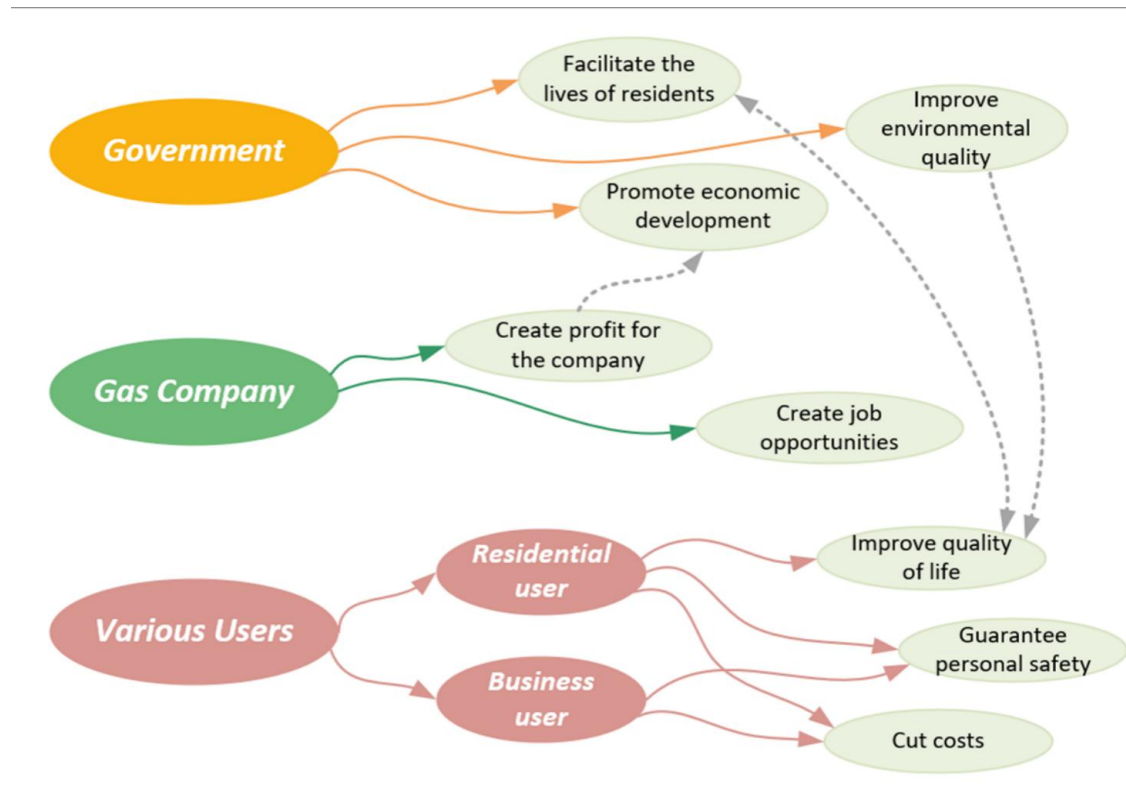 Facilitate the
lives of residents
Improve
environmental
quality
Government
Promote economic
development
Create profit for
the company
Gas Company
Create job
opportunities
Residential
user
Improve quality
of life
Various Users
Guarantee
personal safety
Business
user
Cut costs